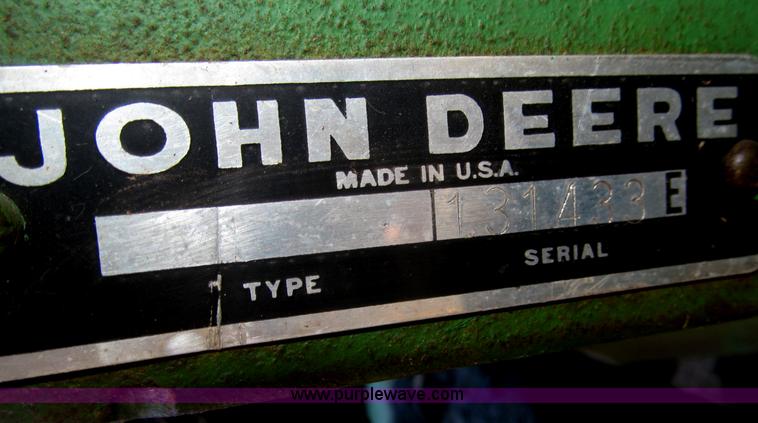 JOHN DEERE
MADE IN U.S.A.
131433 E
TYPE SERIAL
www.purplewave.com